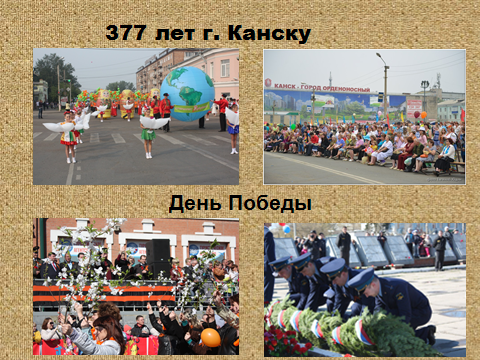 377 лет г. Канску
КАНСК - ГОРОД ОРДЕНОНОСНЫЙ
День Победы